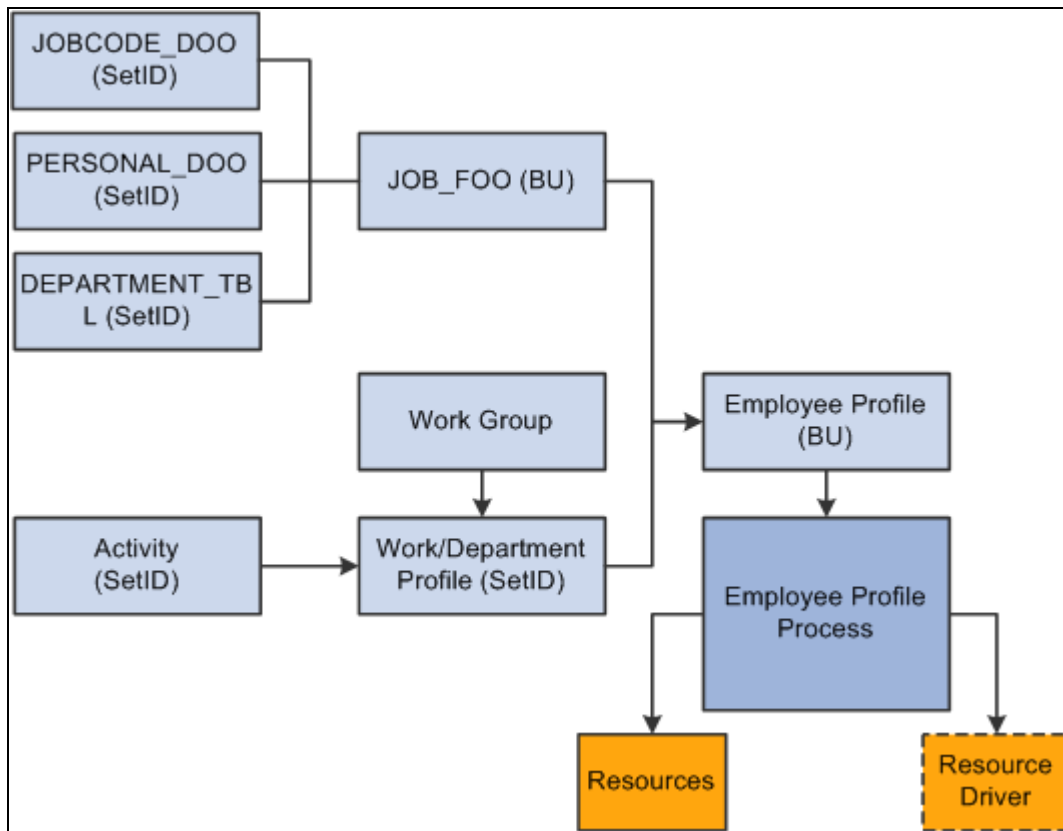 JOBCODE_DOO
(SetID)
PERSONAL_DOO
(SetID)
JOB_FOO (BU)
DEPARTMENT_TB
L (SetID)
Work Group
Employee Profile
(BU)
Activity
(SetID)
Work/Department
Profile (SetID)
Employee Profile
Process
Resources
Resource
Driver